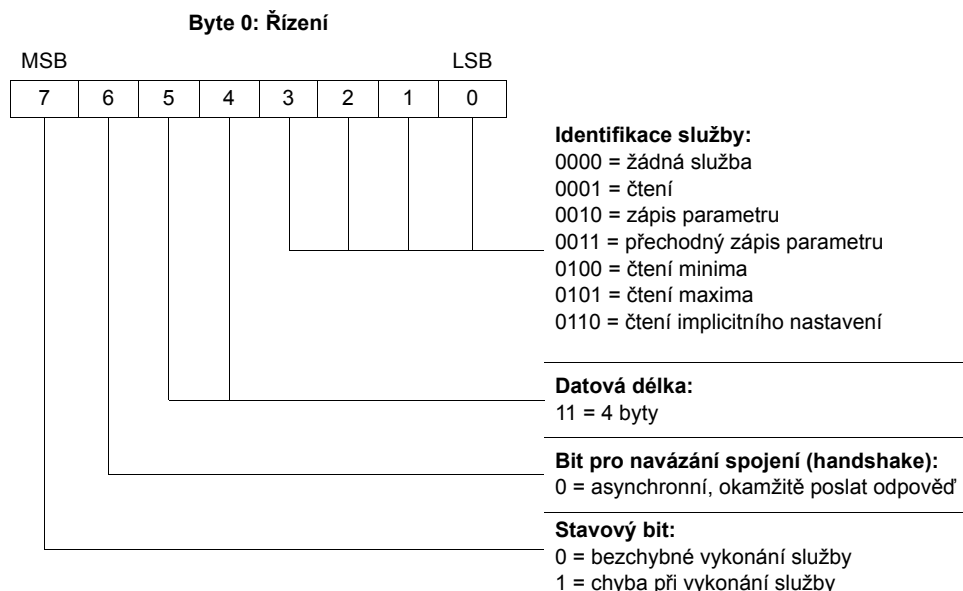 Byte 0: Řízení
MSB LSB
7 6 5 4 3 2 1 0
Identifikace služby:
0000 = žádná služba
0001 = čtení
0010 = zápis parametru
0011 = přechodný zápis parametru
0100 = čtení minima
0101 = čtení maxima
0110 = čtení implicitního nastavení
Datová délka:
11 = 4 byty
Bit pro navázání spojení (handshake):
0 = asynchronní, okamžitě poslat odpověď
Stavový bit:
0 = bezchybné vykonání služby
1 = chyba při vykonání služby